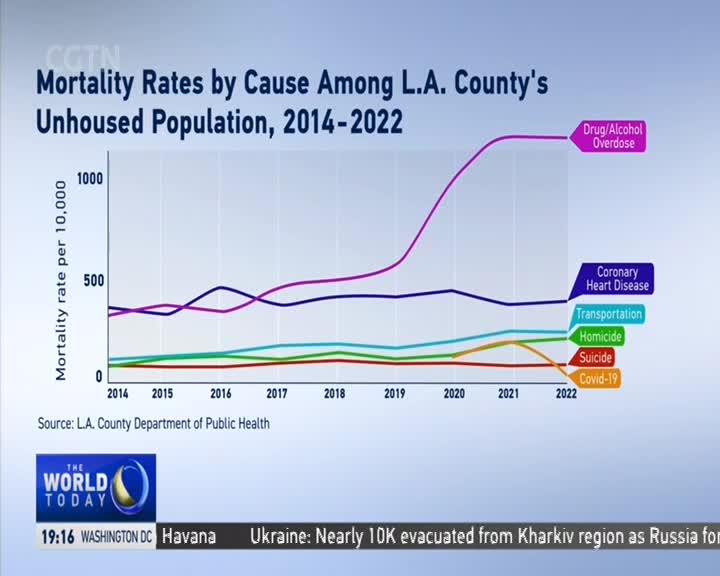 CGTN
Mortality Rates by Cause Among L.A. County's
Unhoused Population, 2014-2022
Drug/Alcohol
Overdose
1000
Mortality rate per 10,000
500
Coronary
Heart Disease
Transportation
Homicide
Suicide
Covid-19
0
2014 2015 2016 2017 2018 2019 2020 2021 2022
Source: L.A. County Department of Public Health
THE
WORLD
TODAY
19:16 WASHINGTON DC Havana Ukraine: Nearly 10K evacuated from Kharkiv region as Russia for